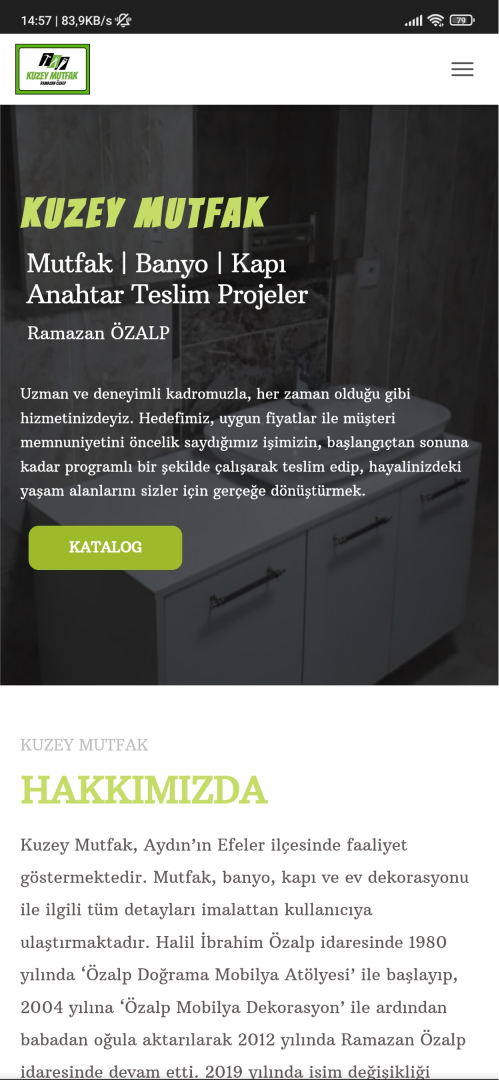 14:57 | 83,9KB/s
79
KUZEY MUTFAK
RAMAZAN ÖZALP
KUZEY MUTFAK
Mutfak | Banyo | Kapı
Anahtar Teslim Projeler
Ramazan ÖZALP
Uzman ve deneyimli kadromuzla, her zaman olduğu gibi
hizmetinizdeyiz. Hedefimiz, uygun fiyatlar ile müşteri
memnuniyetini öncelik saydığımız işimizin, başlangıçtan sonuna
kadar programlı bir şekilde çalışarak teslim edip, hayalinizdeki
yaşam alanlarını sizler için gerçeğe dönüştürmek.
KATALOG
KUZEY MUTFAK
HAKKIMIZDA
Kuzey Mutfak, Aydın’ın Efeler ilçesinde faaliyet
göstermektedir. Mutfak, banyo, kapı ve ev dekorasyonu
ile ilgili tüm detayları imalattan kullanıcıya
ulaştırmaktadır. Halil İbrahim Özalp idaresinde 1980
yılında ‘Özalp Doğrama Mobilya Atölyesi’ ile başlayıp,
2004 yılına ‘Özalp Mobilya Dekorasyon’ ile ardından
babadan oğula aktarılarak 2012 yılında Ramazan Özalp
idaresinde devam etti. 2019 yılında isim değişikliği